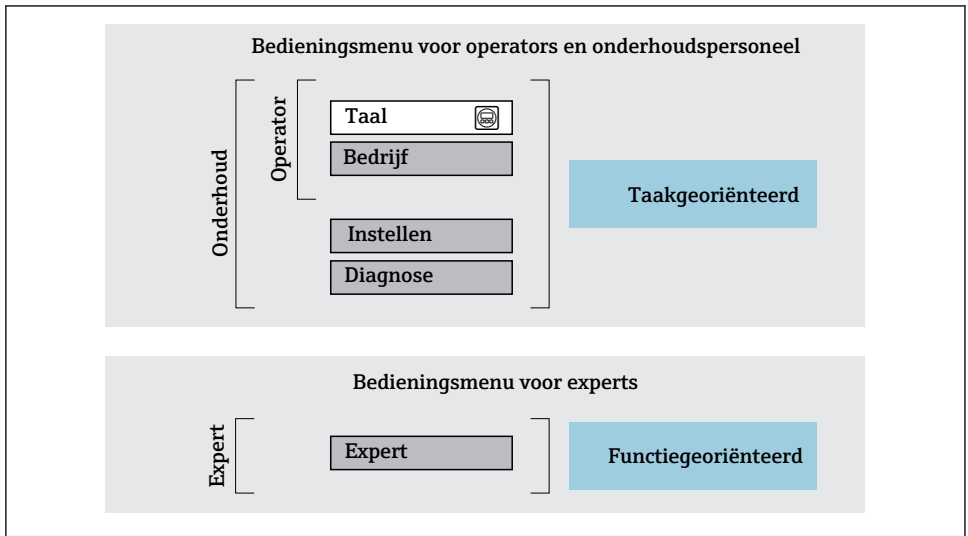 Bedieningsmenu voor operators en onderhoudspersoneel
Onderhoud
Operator
Taal
Bedrijf
Instellen
Diagnose
Taakgeoriënteerd
Bedieningsmenu voor experts
Expert
Expert
Functiegeoriënteerd